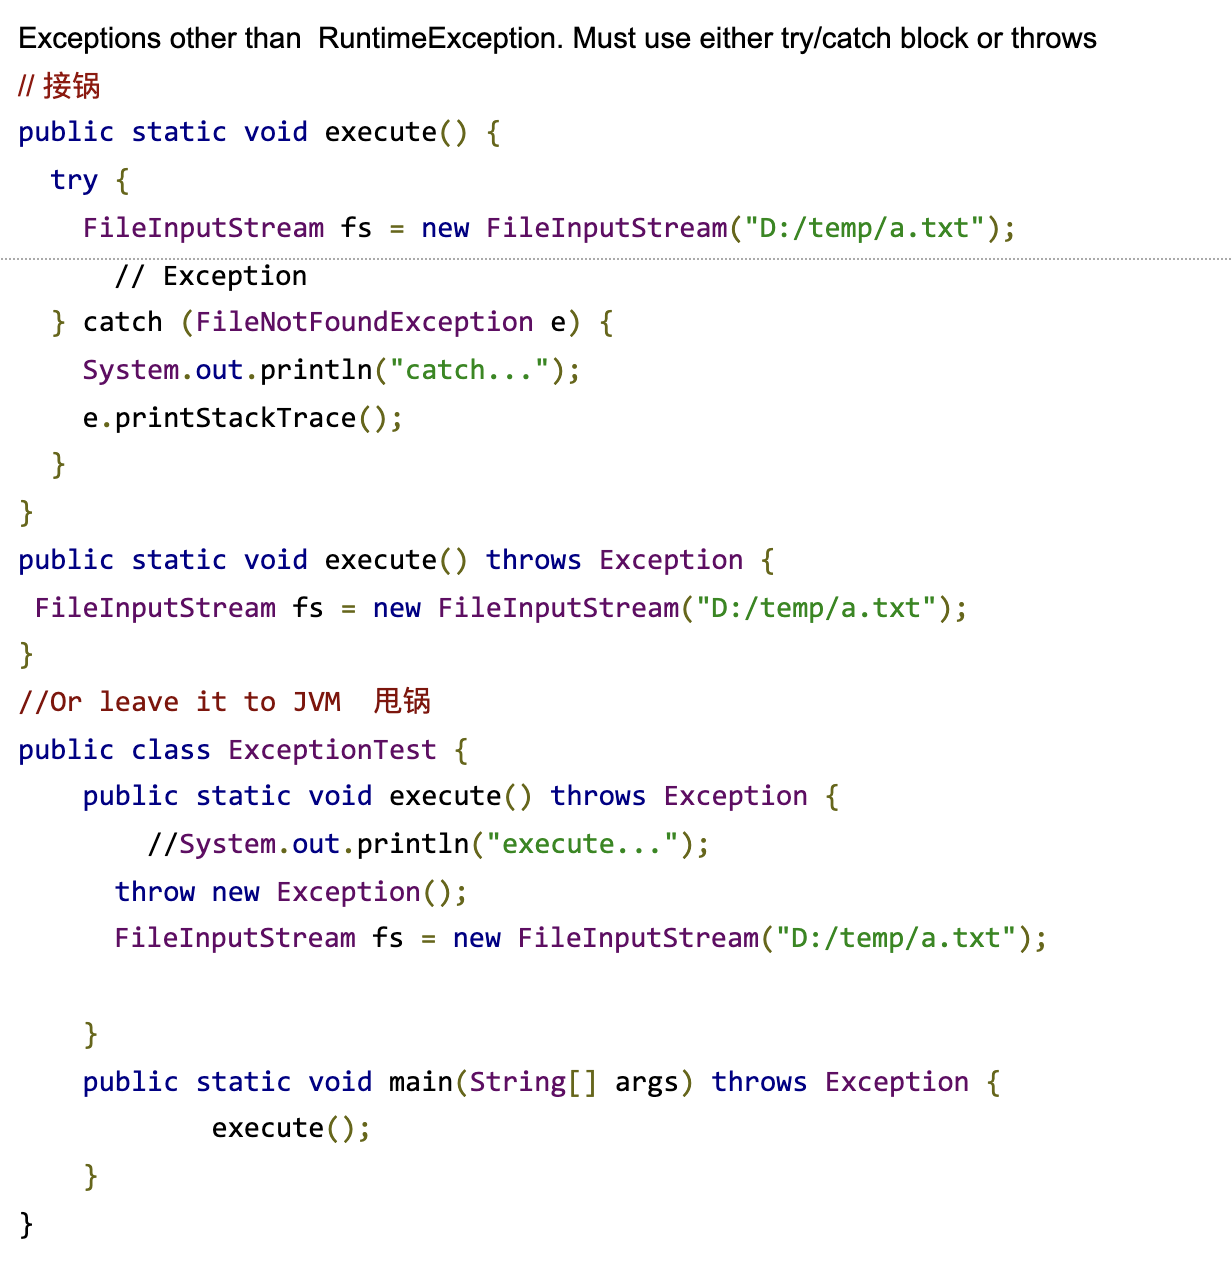 Exceptions other than  RuntimeException. Must use either try/catch block or throws
// 接锅
public static void execute() {
  try {
    FileInputStream fs = new FileInputStream("D:/temp/a.txt");
      // Exception
  } catch (FileNotFoundException e) {
    System.out.println("catch...");
    e.printStackTrace();
  }
}
public static void execute() throws Exception {
 FileInputStream fs = new FileInputStream("D:/temp/a.txt");
}
//Or leave it to JVM  甩锅
public class ExceptionTest {
    public static void execute() throws Exception {
        //System.out.println("execute...");
      throw new Exception();
      FileInputStream fs = new FileInputStream("D:/temp/a.txt");
    }
    public static void main(String[] args) throws Exception {
            execute();
    }
}